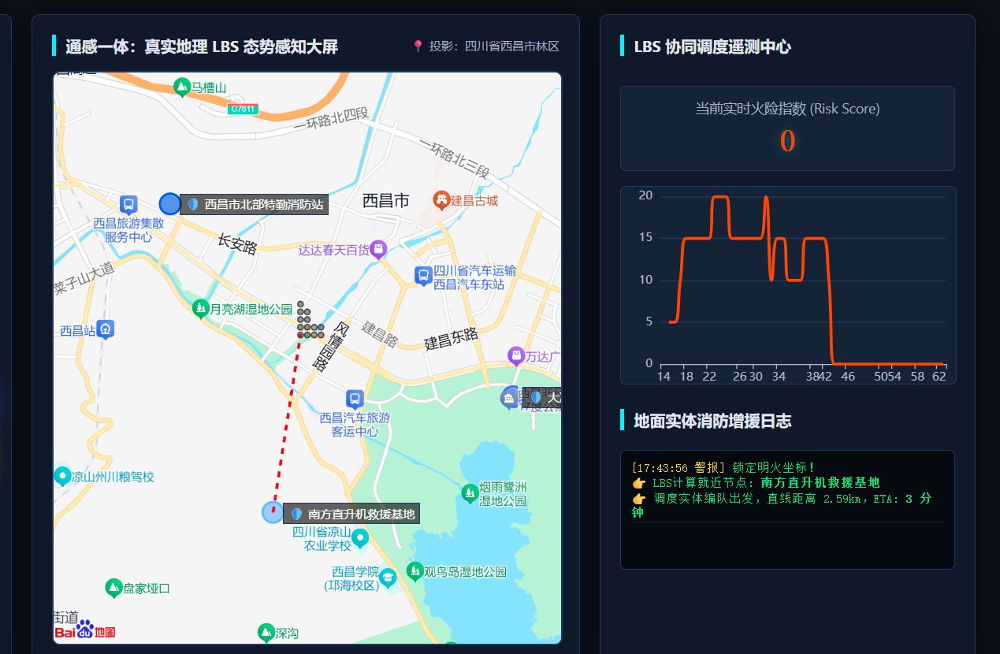 通感一体：真实地理 LBS 态势感知大屏
投影：四川省西昌市林区
马槽山
G7611
一环路北四段
一环路北三段
西昌市
建昌古城
西昌市北部特勤消防站
西昌旅游集散
服务中心
长安路
达达春天百货
四川省汽车运输
西昌汽车东站
菜子山大道
月亮湖湿地公园
西昌站
风情园路
建昌路
建昌东路
万达广
大
西昌汽车旅游
客运中心
凉山州川粮驾校
烟雨鹭洲
湿地公园
南方直升机救援基地
四川省凉山
农业学校
西昌学院
(邛海校区)
观鸟岛湿地公园
盘家垭口
街道
Bai du 地图
深沟
LBS 协同调度遥测中心
当前实时火险指数 (Risk Score)
0
20
15
10
5
0
14 18 22 26 30 34 38 42 46 50 54 58 62
地面实体消防增援日志
[17:43:56 警报] 锁定明火坐标!
👉 LBS计算就近节点: 南方直升机救援基地
👉 调度实体编队出发，直线距离 2.59km，ETA: 3 分
钟